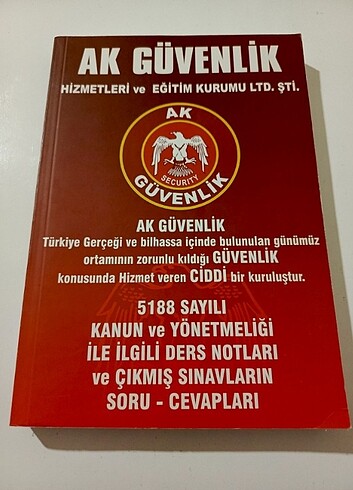 AK GÜVENLİK
HİZMETLERİ ve EĞİTİM KURUMU LTD. ŞTİ.
AK
SECURITY
GÜVENLİK
AK GÜVENLİK
Türkiye Gerçeği ve bilhassa içinde bulunulan günümüz
ortamının zorunlu kıldığı GÜVENLİK
konusunda Hizmet veren CİDDİ bir kuruluştur.
5188 SAYILI
KANUN ve YÖNETMELİĞİ
İLE İLGİLİ DERS NOTLARI
ve ÇIKMIŞ SINAVLARIN
SORU - CEVAPLARI